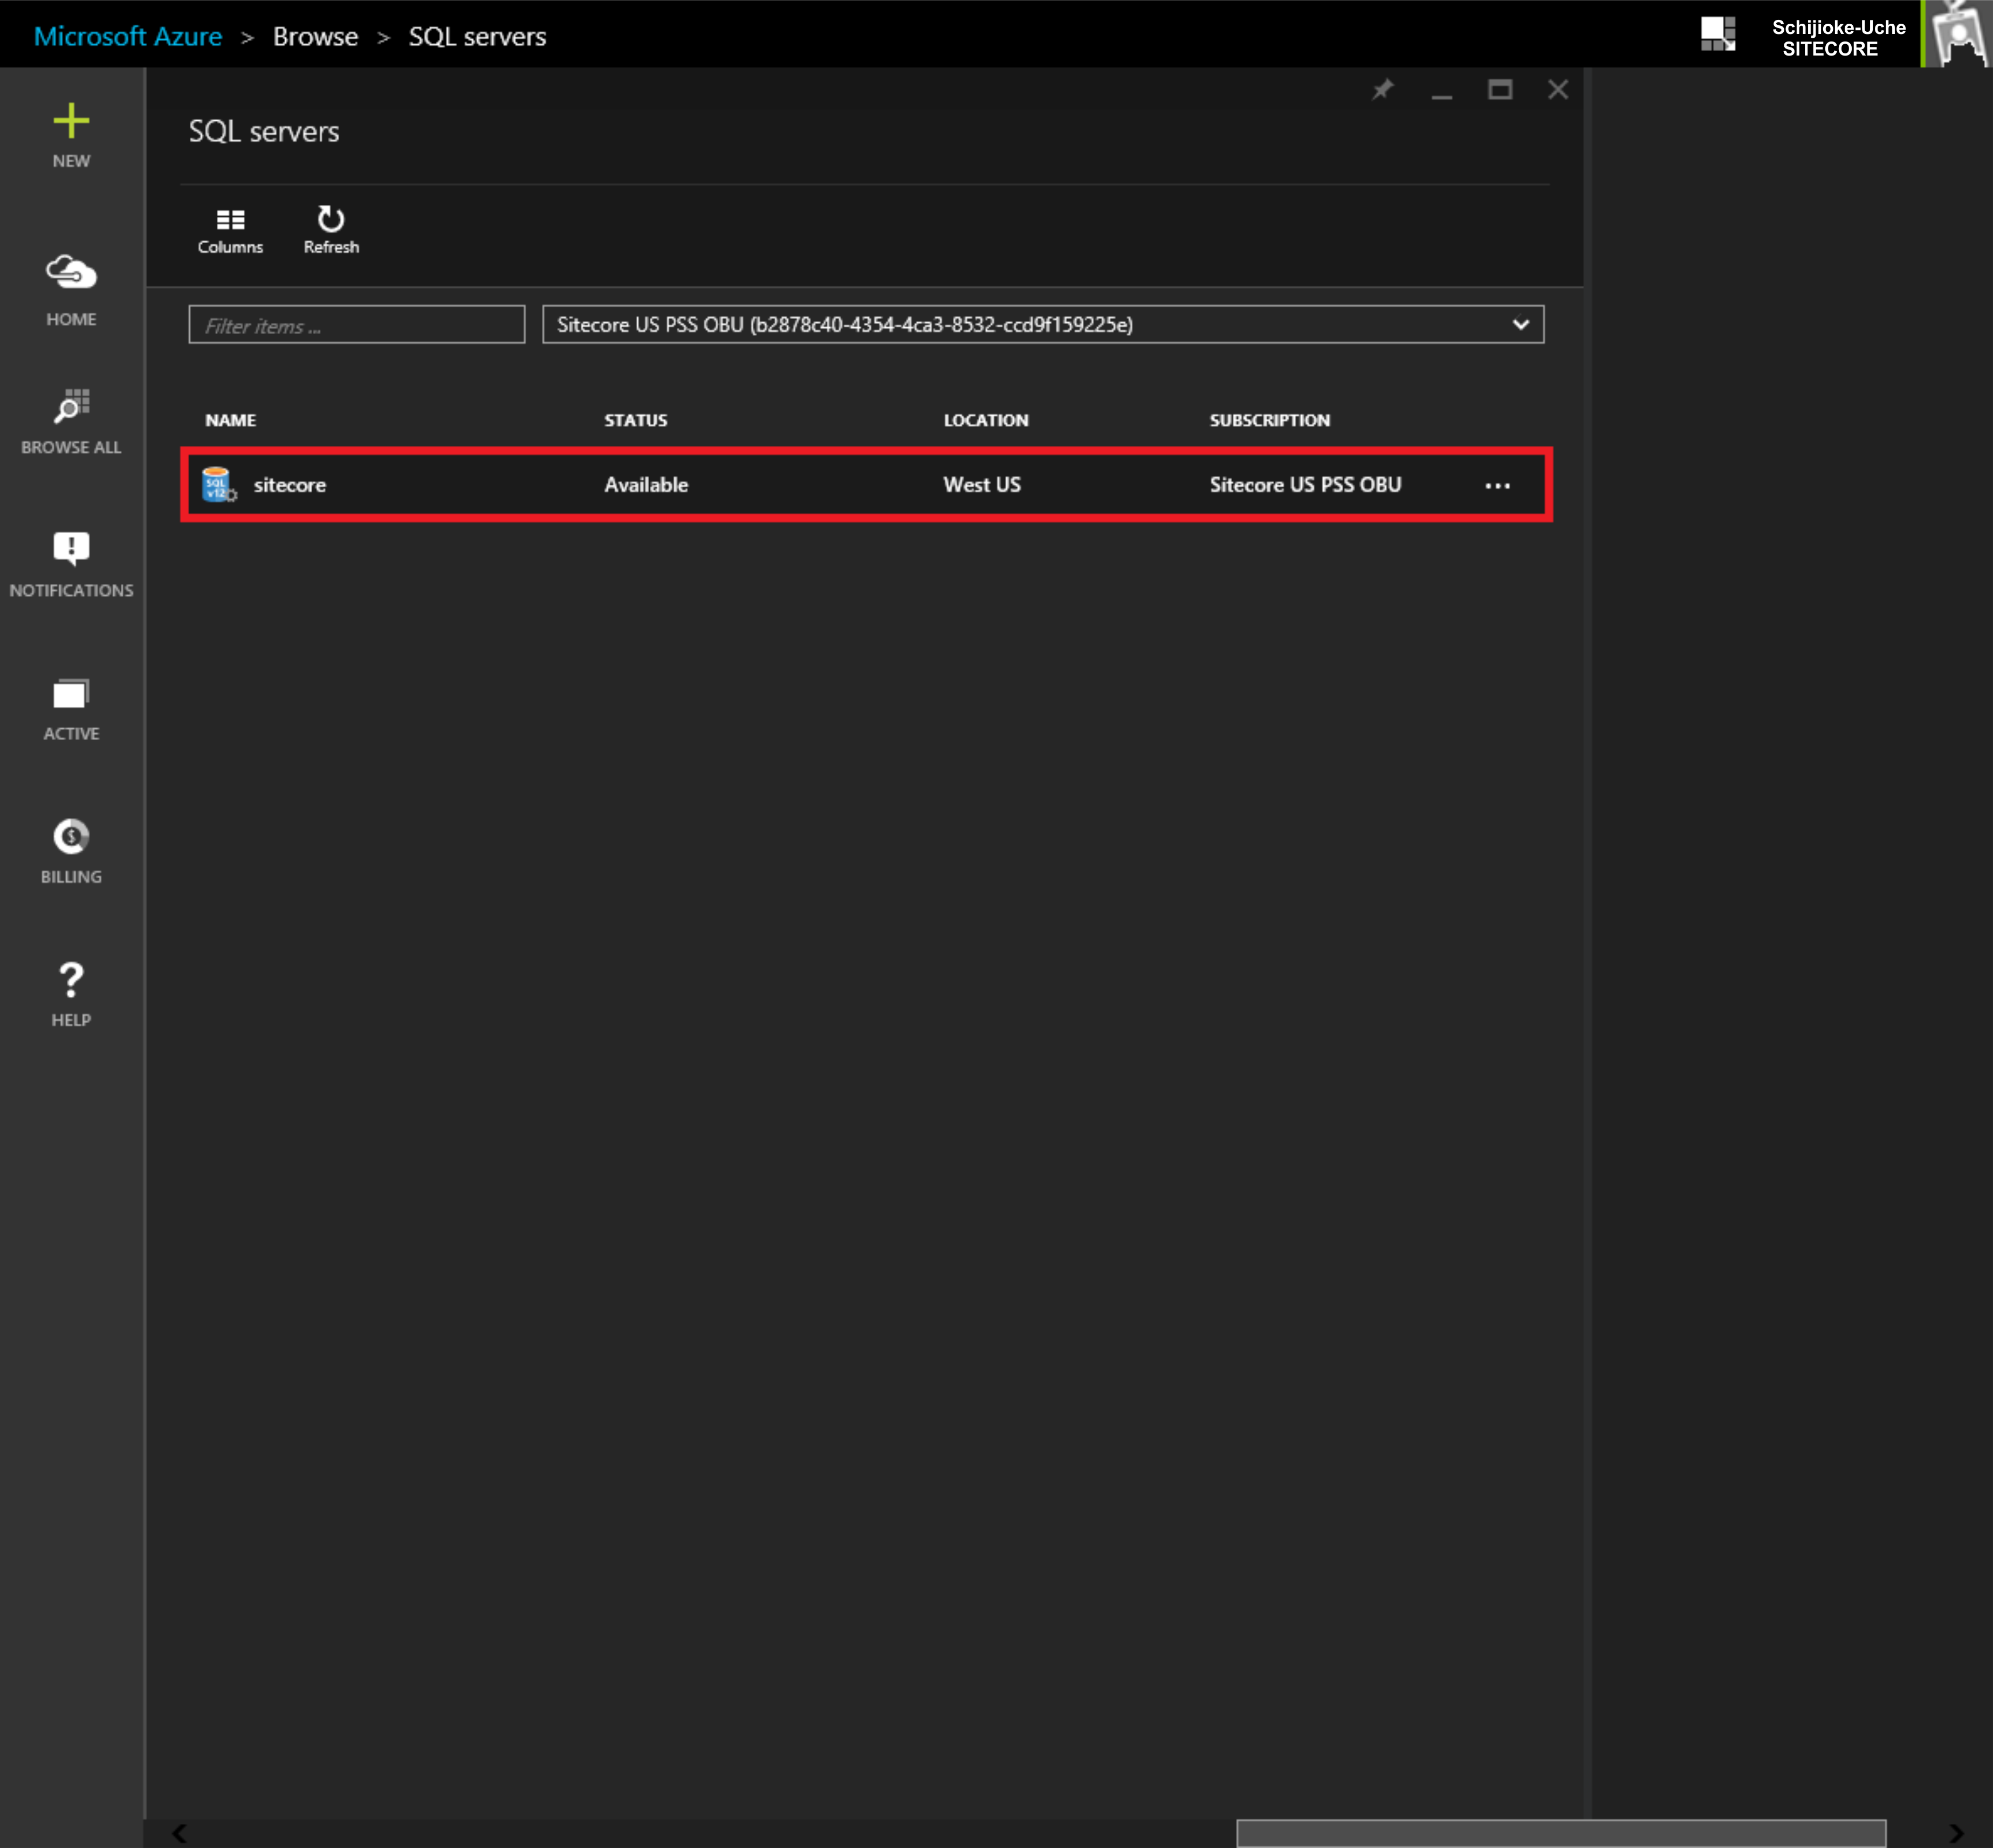 Microsoft Azure > Browse > SQL servers
Schijioke-Uche
SITECORE
NEW
HOME
BROWSE ALL
NOTIFICATIONS
ACTIVE
BILLING
HELP
SQL servers
Columns Refresh
Filter items ... Sitecore US PSS OBU (b2878c40-4354-4ca3-8532-ccd9f159225e)
NAME STATUS LOCATION SUBSCRIPTION
SQL
v12
sitecore Available West US Sitecore US PSS OBU ...